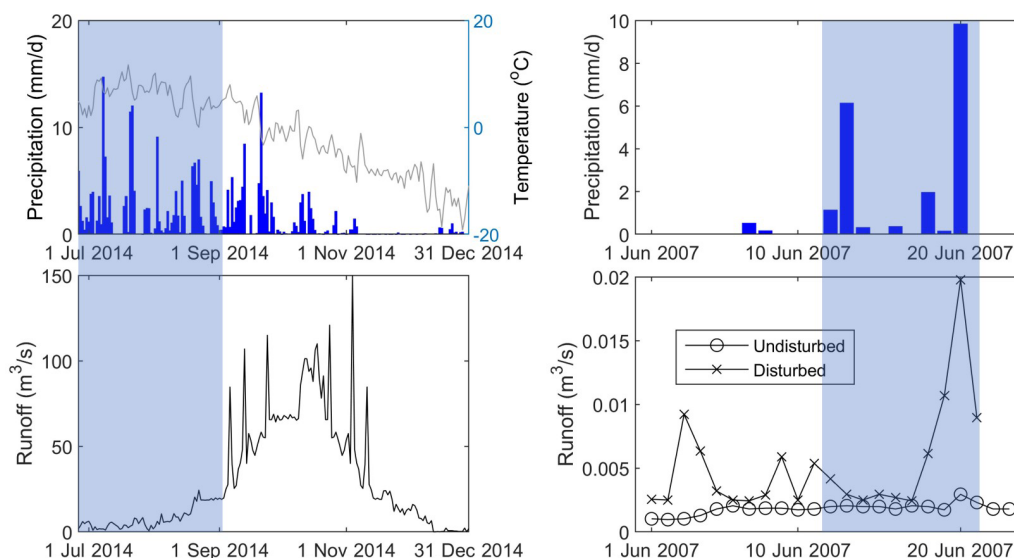 20
10
0
Precipitation (mm/d)
20
0
-20
Temperature (°C)
1 Jul 2014 1 Sep 2014 1 Nov 2014 31 Dec 2014
10
8
6
4
2
0
Precipitation (mm/d)
1 Jun 2007 10 Jun 2007 20 Jun 2007
150
100
50
0
Runoff (m³/s)
1 Jul 2014 1 Sep 2014 1 Nov 2014 31 Dec 2014
0.02
0.015
0.01
0.005
0
Runoff (m³/s)
Undisturbed
Disturbed
1 Jun 2007 10 Jun 2007 20 Jun 2007